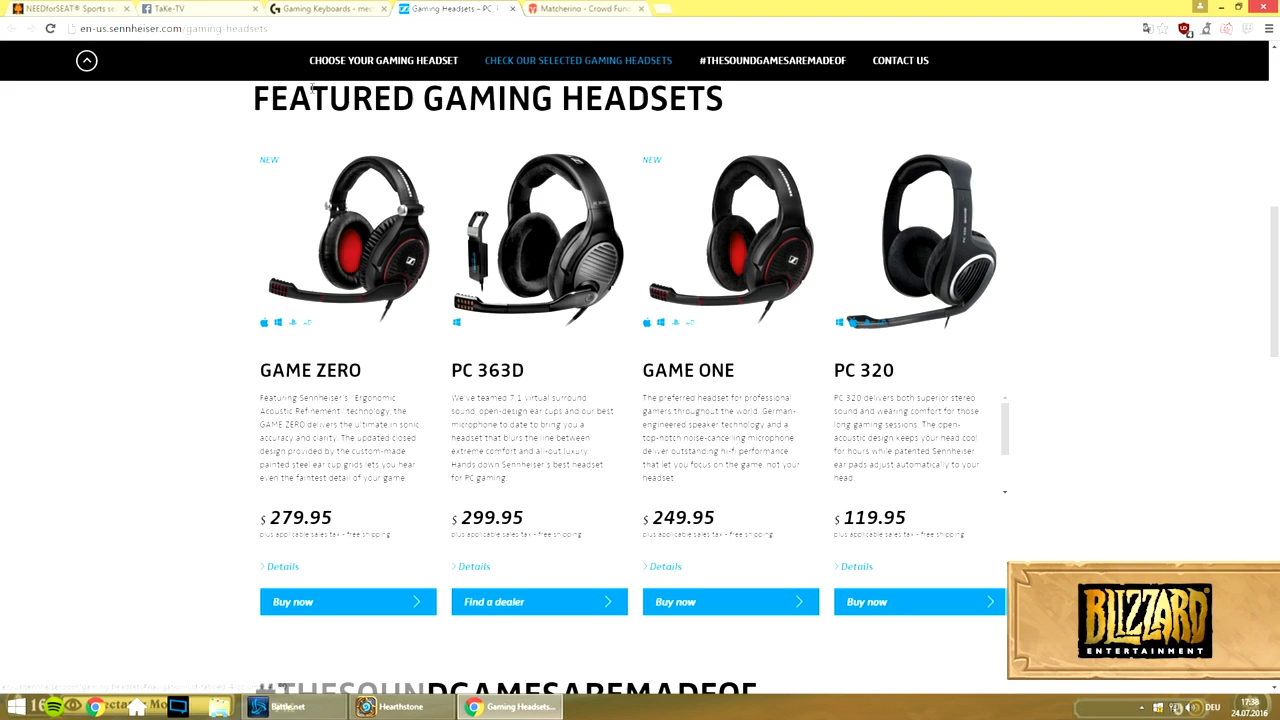 NEEDforSEAT® Sports se
TaKe-TV
Gaming Keyboards - mec
Gaming Headsets – PC
Matcherino - Crowd Fund
en-us.sennheiser.com/gaming-headsets
CHOOSE YOUR GAMING HEADSET
CHECK OUR SELECTED GAMING HEADSETS
#THESOUNDGAMESAREMADEOF
CONTACT US
FEATURED GAMING HEADSETS
NEW
NEW
GAME ZERO
Featuring Sennheiser's Ergonomic
Acoustic Refinement technology, the
GAME ZERO delivers the ultimate in sonic
accuracy and clarity. The updated closed
design provided by the custom-made
painted steel ear cup grids lets you hear
even the faintest detail of your game.
$ 279.95
plus applicable sales tax - free shipping
Details
Buy now
PC 363D
We've teamed 7.1 virtual surround
sound, open-design ear cups and our best
microphone to date to bring you a
headset that blurs the line between
extreme comfort and all-out luxury.
Hands down Sennheiser's best headset
for PC gaming.
$ 299.95
plus applicable sales tax - free shipping
Details
Find a dealer
GAME ONE
The preferred headset for professional
gamers throughout the world. German-
engineered speaker technology and a
top-notch noise-cancelling microphone
deliver outstanding hi-fi performance
that let you focus on the game, not your
headset
$ 249.95
plus applicable sales tax - free shipping
Details
Buy now
PC 320
PC 320 delivers both superior stereo
sound and wearing comfort for those
long gaming sessions. The open-
acoustic design keeps your head cool
for hours while patented Sennheiser
ear pads adjust automatically to your
head.
$ 119.95
plus applicable sales tax - free shipping
Details
Buy now
BLIZZARD
ENTERTAINMENT
#THESOUNDGAMESAREMADEOF
Battle.net
Hearthstone
Gaming Headsets...
DEU
17:38
24.07.2016